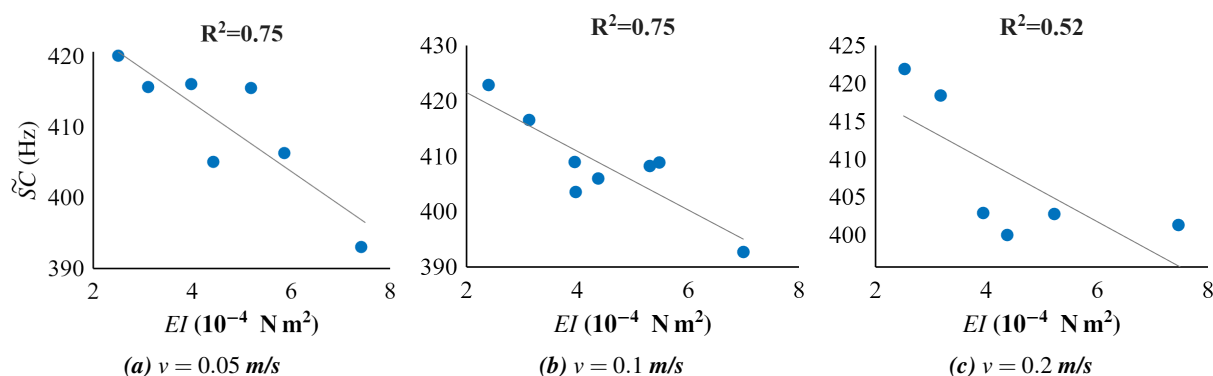 R²=0.75
420
410
400
390
2
4
6
8
S̃C (Hz)
EI (10⁻⁴ N m²)
(a) v = 0.05 m/s
R²=0.75
430
420
410
400
390
2
4
6
8
EI (10⁻⁴ N m²)
(b) v = 0.1 m/s
R²=0.52
425
420
415
410
405
400
2
4
6
8
EI (10⁻⁴ N m²)
(c) v = 0.2 m/s